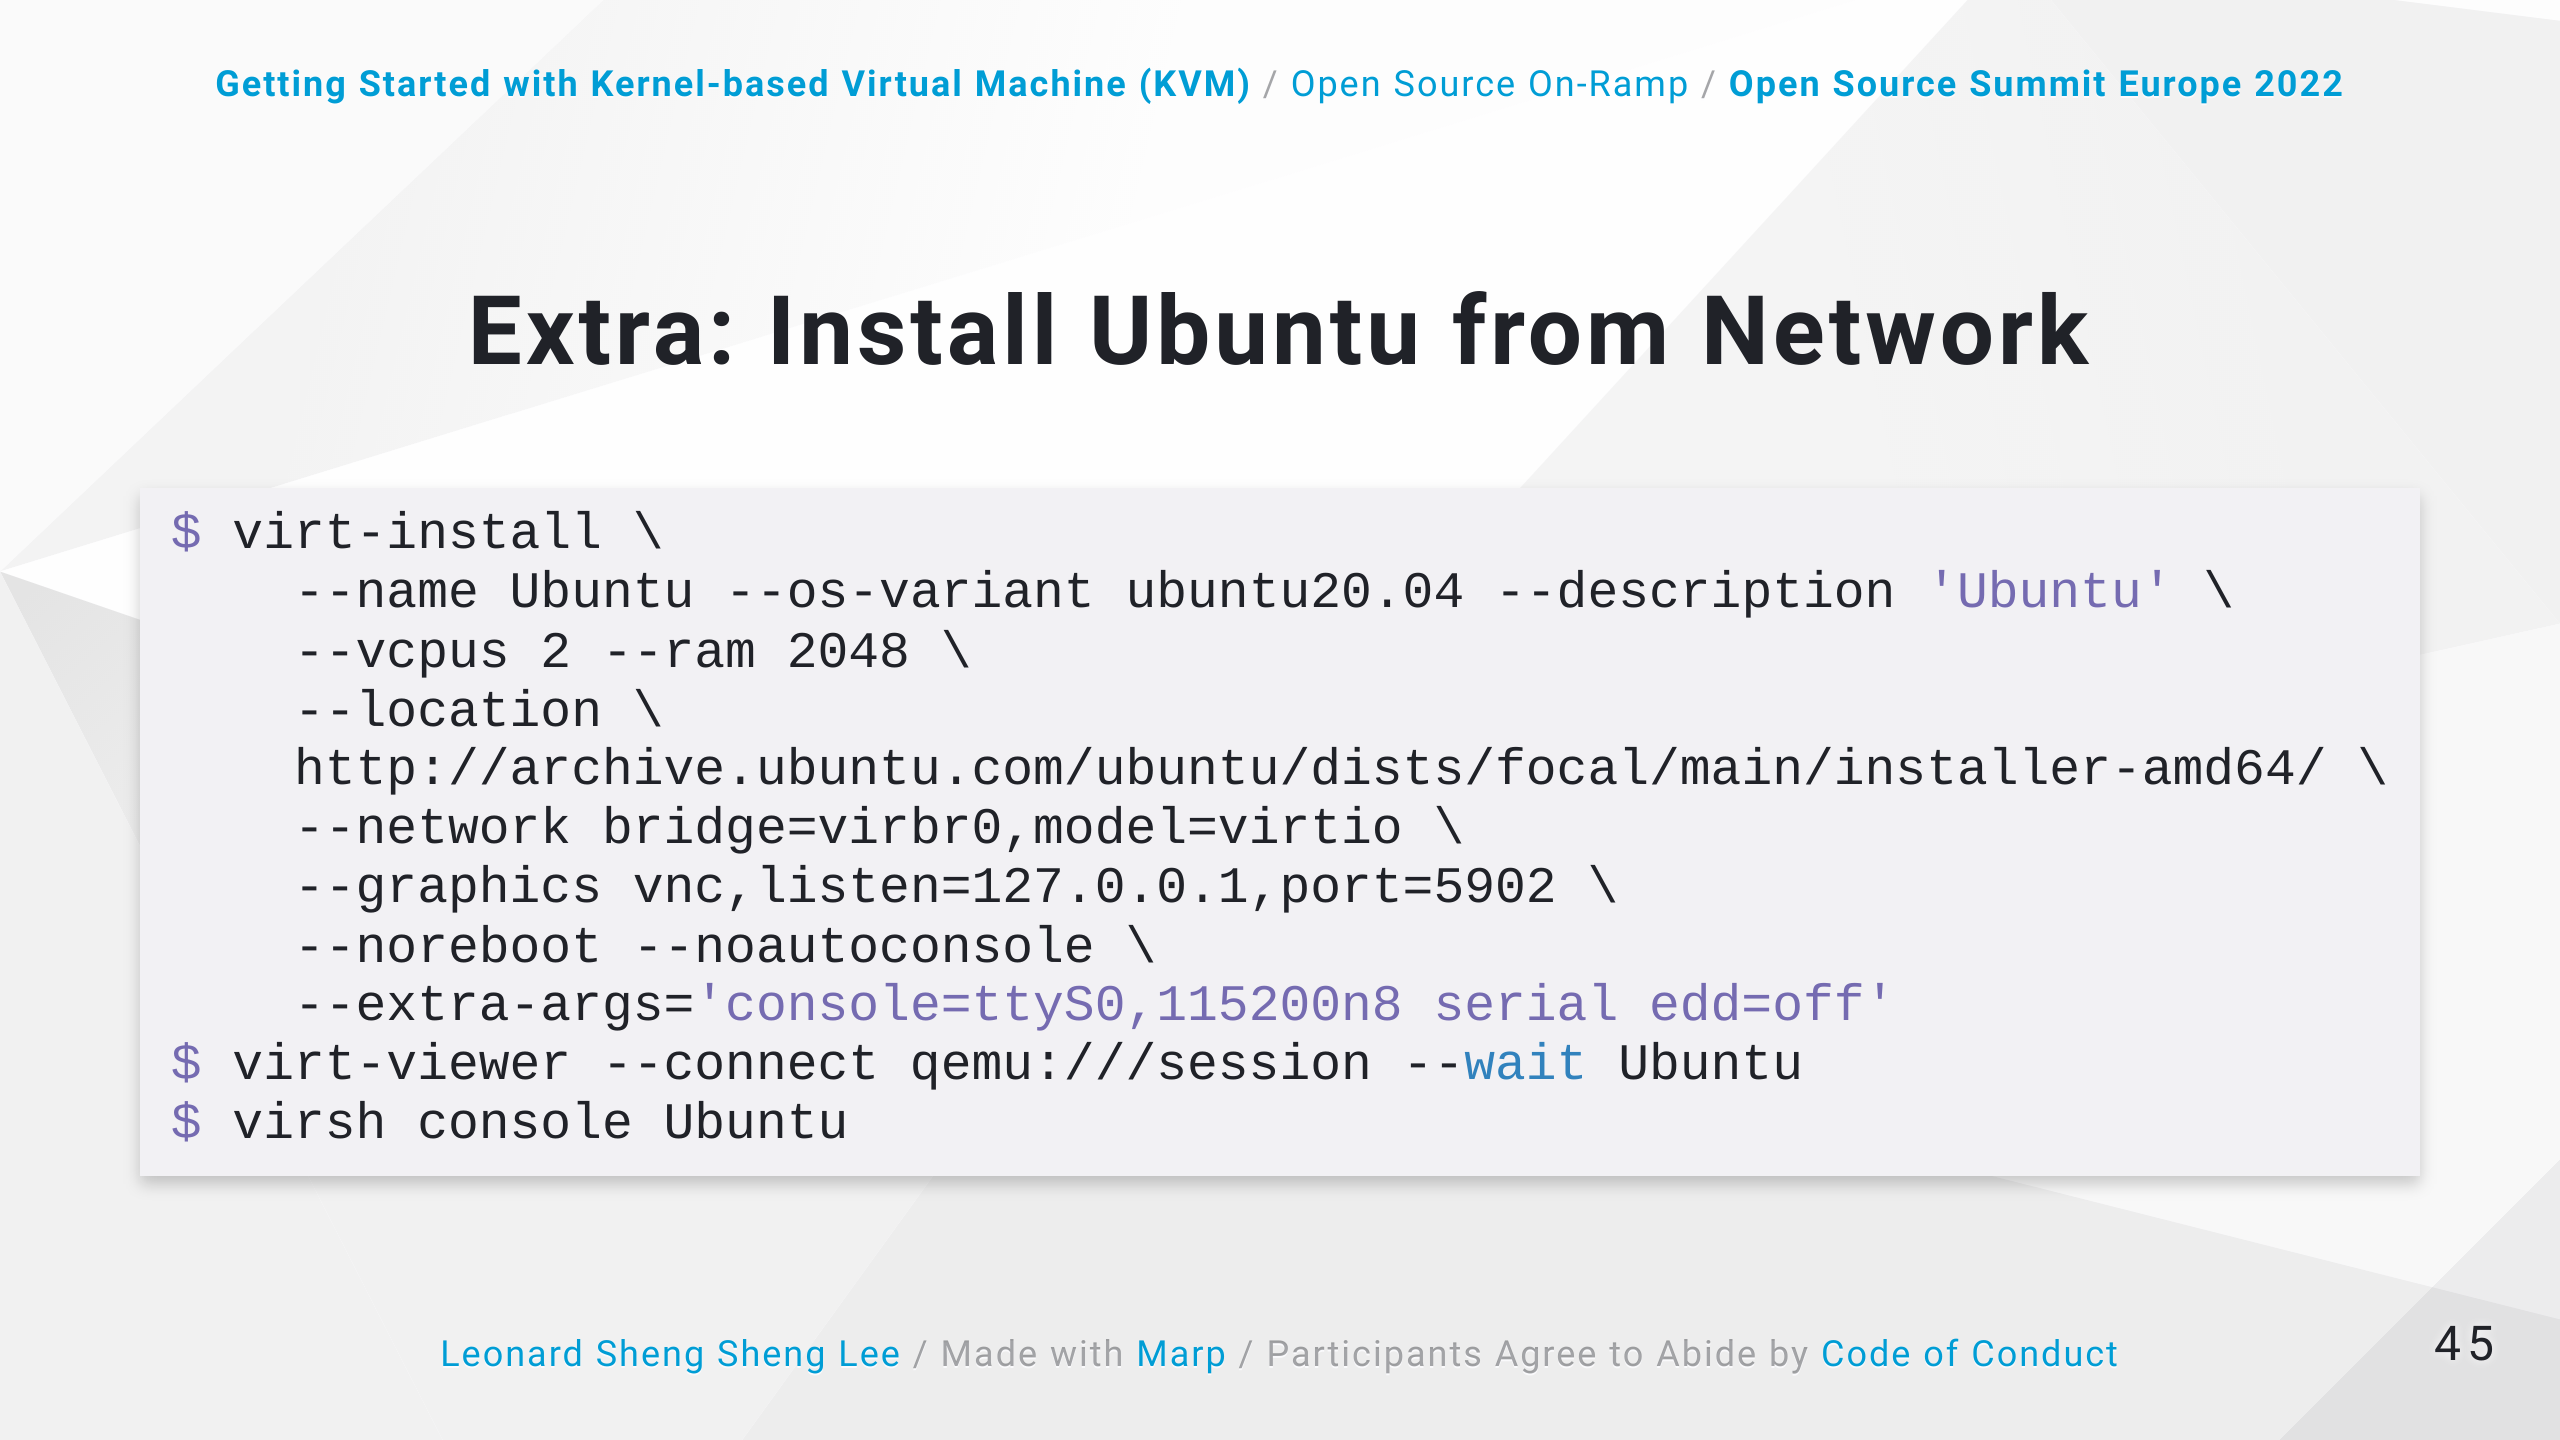 Getting Started with Kernel-based Virtual Machine (KVM) / Open Source On-Ramp / Open Source Summit Europe 2022
Extra: Install Ubuntu from Network
$ virt-install \
    --name Ubuntu --os-variant ubuntu20.04 --description 'Ubuntu' \
    --vcpus 2 --ram 2048 \
    --location \
    http://archive.ubuntu.com/ubuntu/dists/focal/main/installer-amd64/ \
    --network bridge=virbr0,model=virtio \
    --graphics vnc,listen=127.0.0.1,port=5902 \
    --noreboot --noautoconsole \
    --extra-args='console=ttyS0,115200n8 serial edd=off'
$ virt-viewer --connect qemu:///session --wait Ubuntu
$ virsh console Ubuntu
Leonard Sheng Sheng Lee / Made with Marp / Participants Agree to Abide by Code of Conduct
45